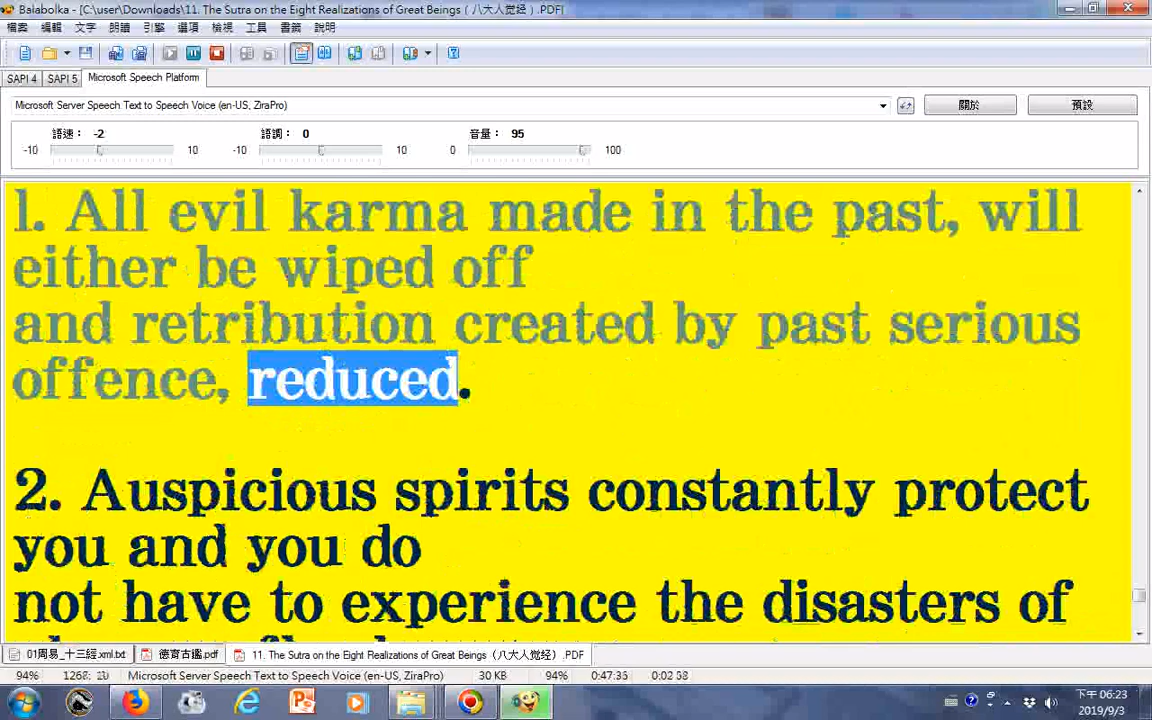 Balabolka - [C:\user\Downloads\11. The Sutra on the Eight Realizations of Great Beings（八大人觉经）.PDF]
檔案 編輯 文字 朗讀 引擎 選項 檢視 工具 書籤 說明
SAPI 4 SAPI 5 Microsoft Speech Platform
Microsoft Server Speech Text to Speech Voice (en-US, ZiraPro) 關於 預設
語速： -2 語調： 0 音量： 95
-10 10 -10 10 0 100
l. All evil karma made in the past, will
either be wiped off
and retribution created by past serious
offence, reduced.
2. Auspicious spirits constantly protect
you and you do
not have to experience the disasters of
01周易_十三經.xml.txt 德育古鑑.pdf 11. The Sutra on the Eight Realizations of Great Beings（八大人觉经）.PDF
94% Microsoft Server Speech Text to Speech Voice (en-US, ZiraPro) 30 KB 94% 0:47:35 0:02:58
下午 06:23
2019/9/3